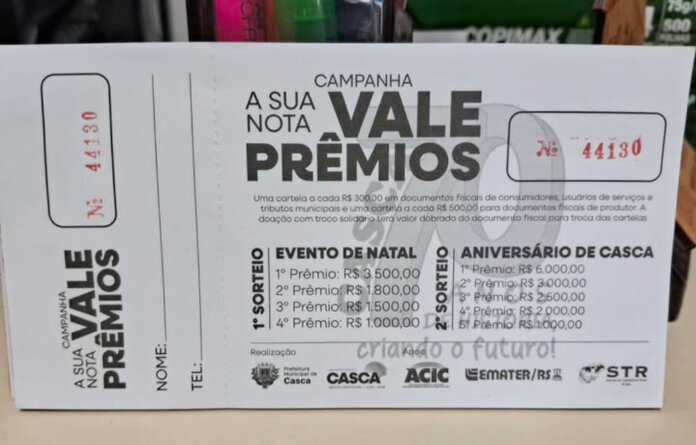 COPIMAX
75g/
500
CAMPANHA
A SUA NOTA
VALE
PRÊMIOS
Nº 44130
NOME:
TEL:
CAMPANHA
A SUA
NOTA
VALE
PRÊMIOS
Nº 44130
Uma cartela a cada R$ 300,00 em documentos fiscais de consumidores, usuários de serviços e
tributos municipais e uma cartela a cada R$ 500,00 para documentos fiscais de produtor. A
doação com troco solidário terá valor dobrado do documento fiscal para troca das cartelas
1º SORTEIO
EVENTO DE NATAL
1º Prêmio: R$ 3.500,00
2º Prêmio: R$ 1.800,00
3º Prêmio: R$ 1.500,00
4º Prêmio: R$ 1.000,00
2º SORTEIO
ANIVERSÁRIO DE CASCA
1º Prêmio: R$ 6.000,00
2º Prêmio: R$ 3.000,00
3º Prêmio: R$ 2.500,00
4º Prêmio: R$ 2.000,00
5º Prêmio: R$ 1.000,00
70
criando o futuro!
Realização
Apoio
Prefeitura
Municipal de
Casca
CASCA
ACIC
EMATER/RS
STR